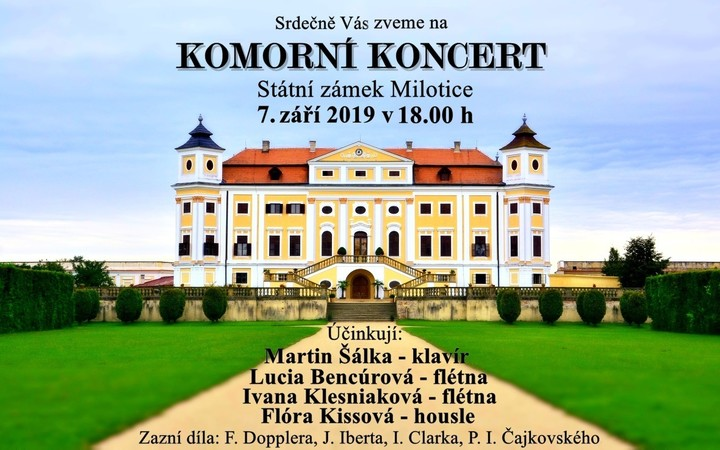 Srdečně Vás zveme na
KOMORNÍ KONCERT
Státní zámek Milotice
7. září 2019 v 18.00 h
Účinkují:
Martin Šálka - klavír
Lucia Bencúrová - flétna
Ivana Klesniaková - flétna
Flóra Kissová - housle
Zazní díla: F. Dopplera, J. Iberta, I. Clarka, P. I. Čajkovského